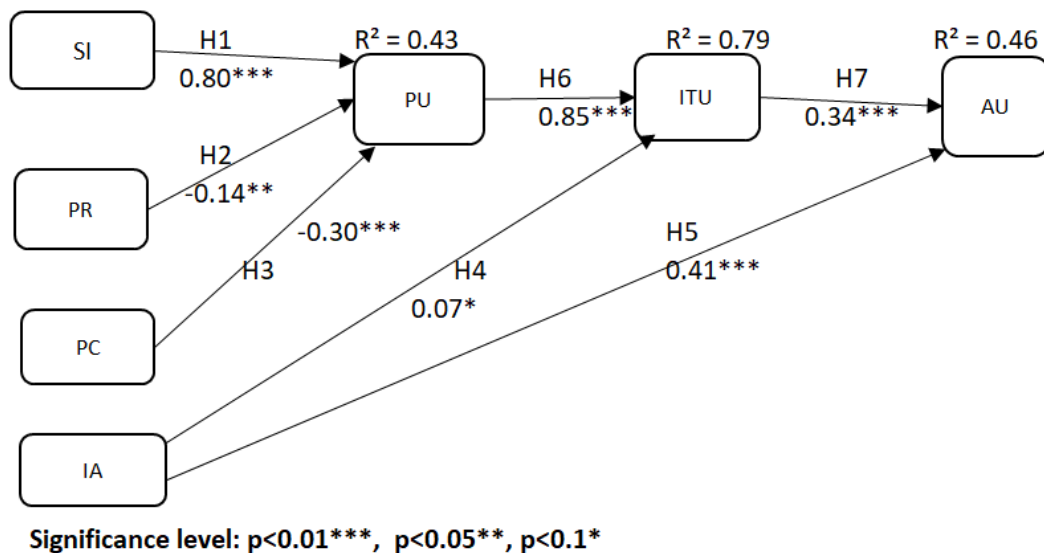 SI
H1
0.80***
R² = 0.43
PU
H6
0.85***
R² = 0.79
ITU
H7
0.34***
R² = 0.46
AU
PR
H2
-0.14**
-0.30***
H3
PC
H4
0.07*
H5
0.41***
IA
Significance level: p<0.01***, p<0.05**, p<0.1*